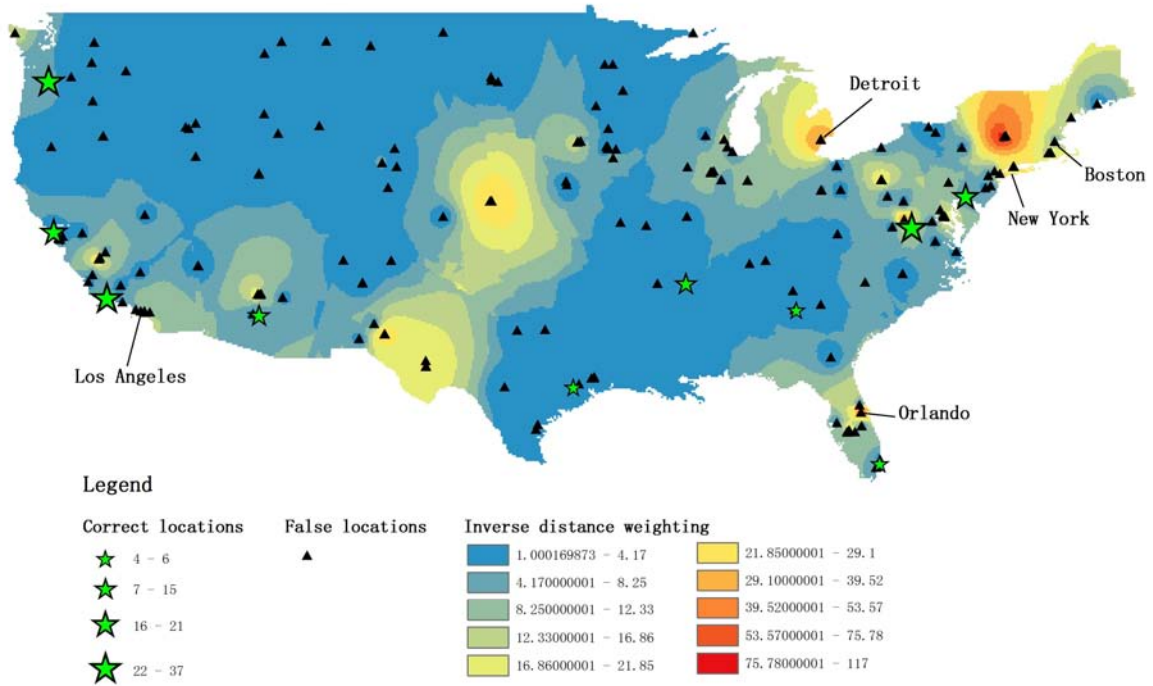 Detroit
Boston
New York
Los Angeles
Orlando
Legend
Correct locations
4 - 6
7 - 15
16 - 21
22 - 37
False locations
Inverse distance weighting
1.000169873 - 4.17
4.170000001 - 8.25
8.250000001 - 12.33
12.33000001 - 16.86
16.86000001 - 21.85
21.85000001 - 29.1
29.10000001 - 39.52
39.52000001 - 53.57
53.57000001 - 75.78
75.78000001 - 117